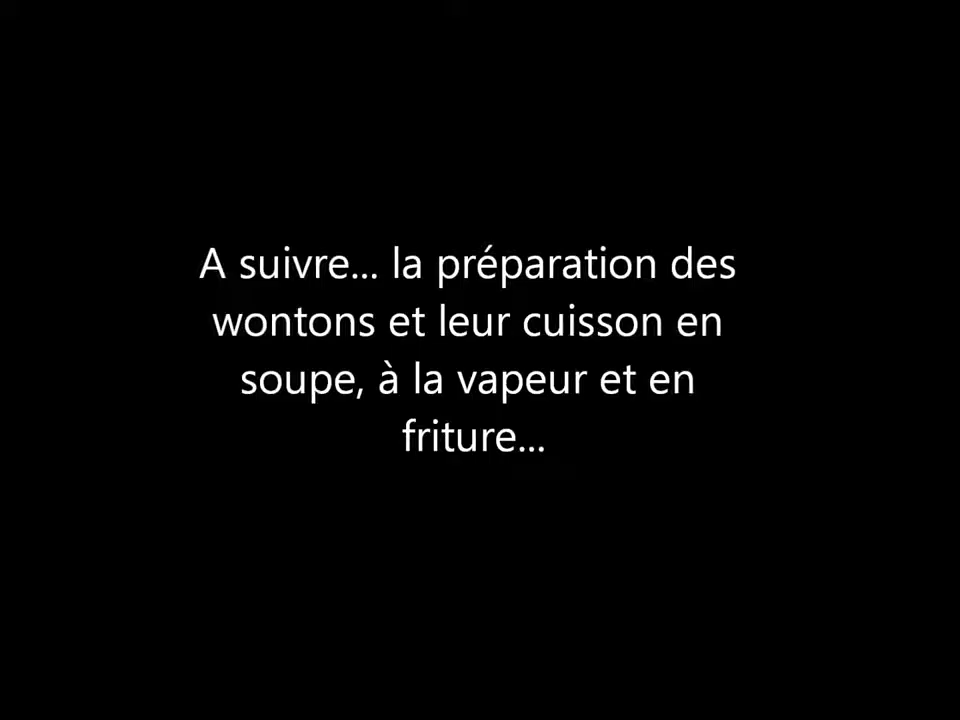 A suivre... la préparation des
wontons et leur cuisson en
soupe, à la vapeur et en
friture...